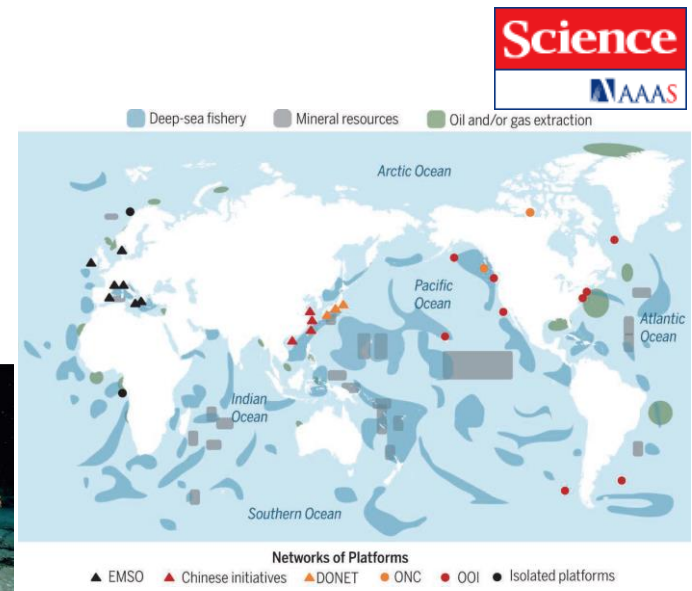 Science
AAAS
Deep-sea fishery Mineral resources Oil and/or gas extraction
Arctic Ocean
Pacific
Ocean
Atlantic
Ocean
Indian
Ocean
Southern Ocean
Networks of Platforms
EMSO Chinese initiatives DONET ONC OOI Isolated platforms